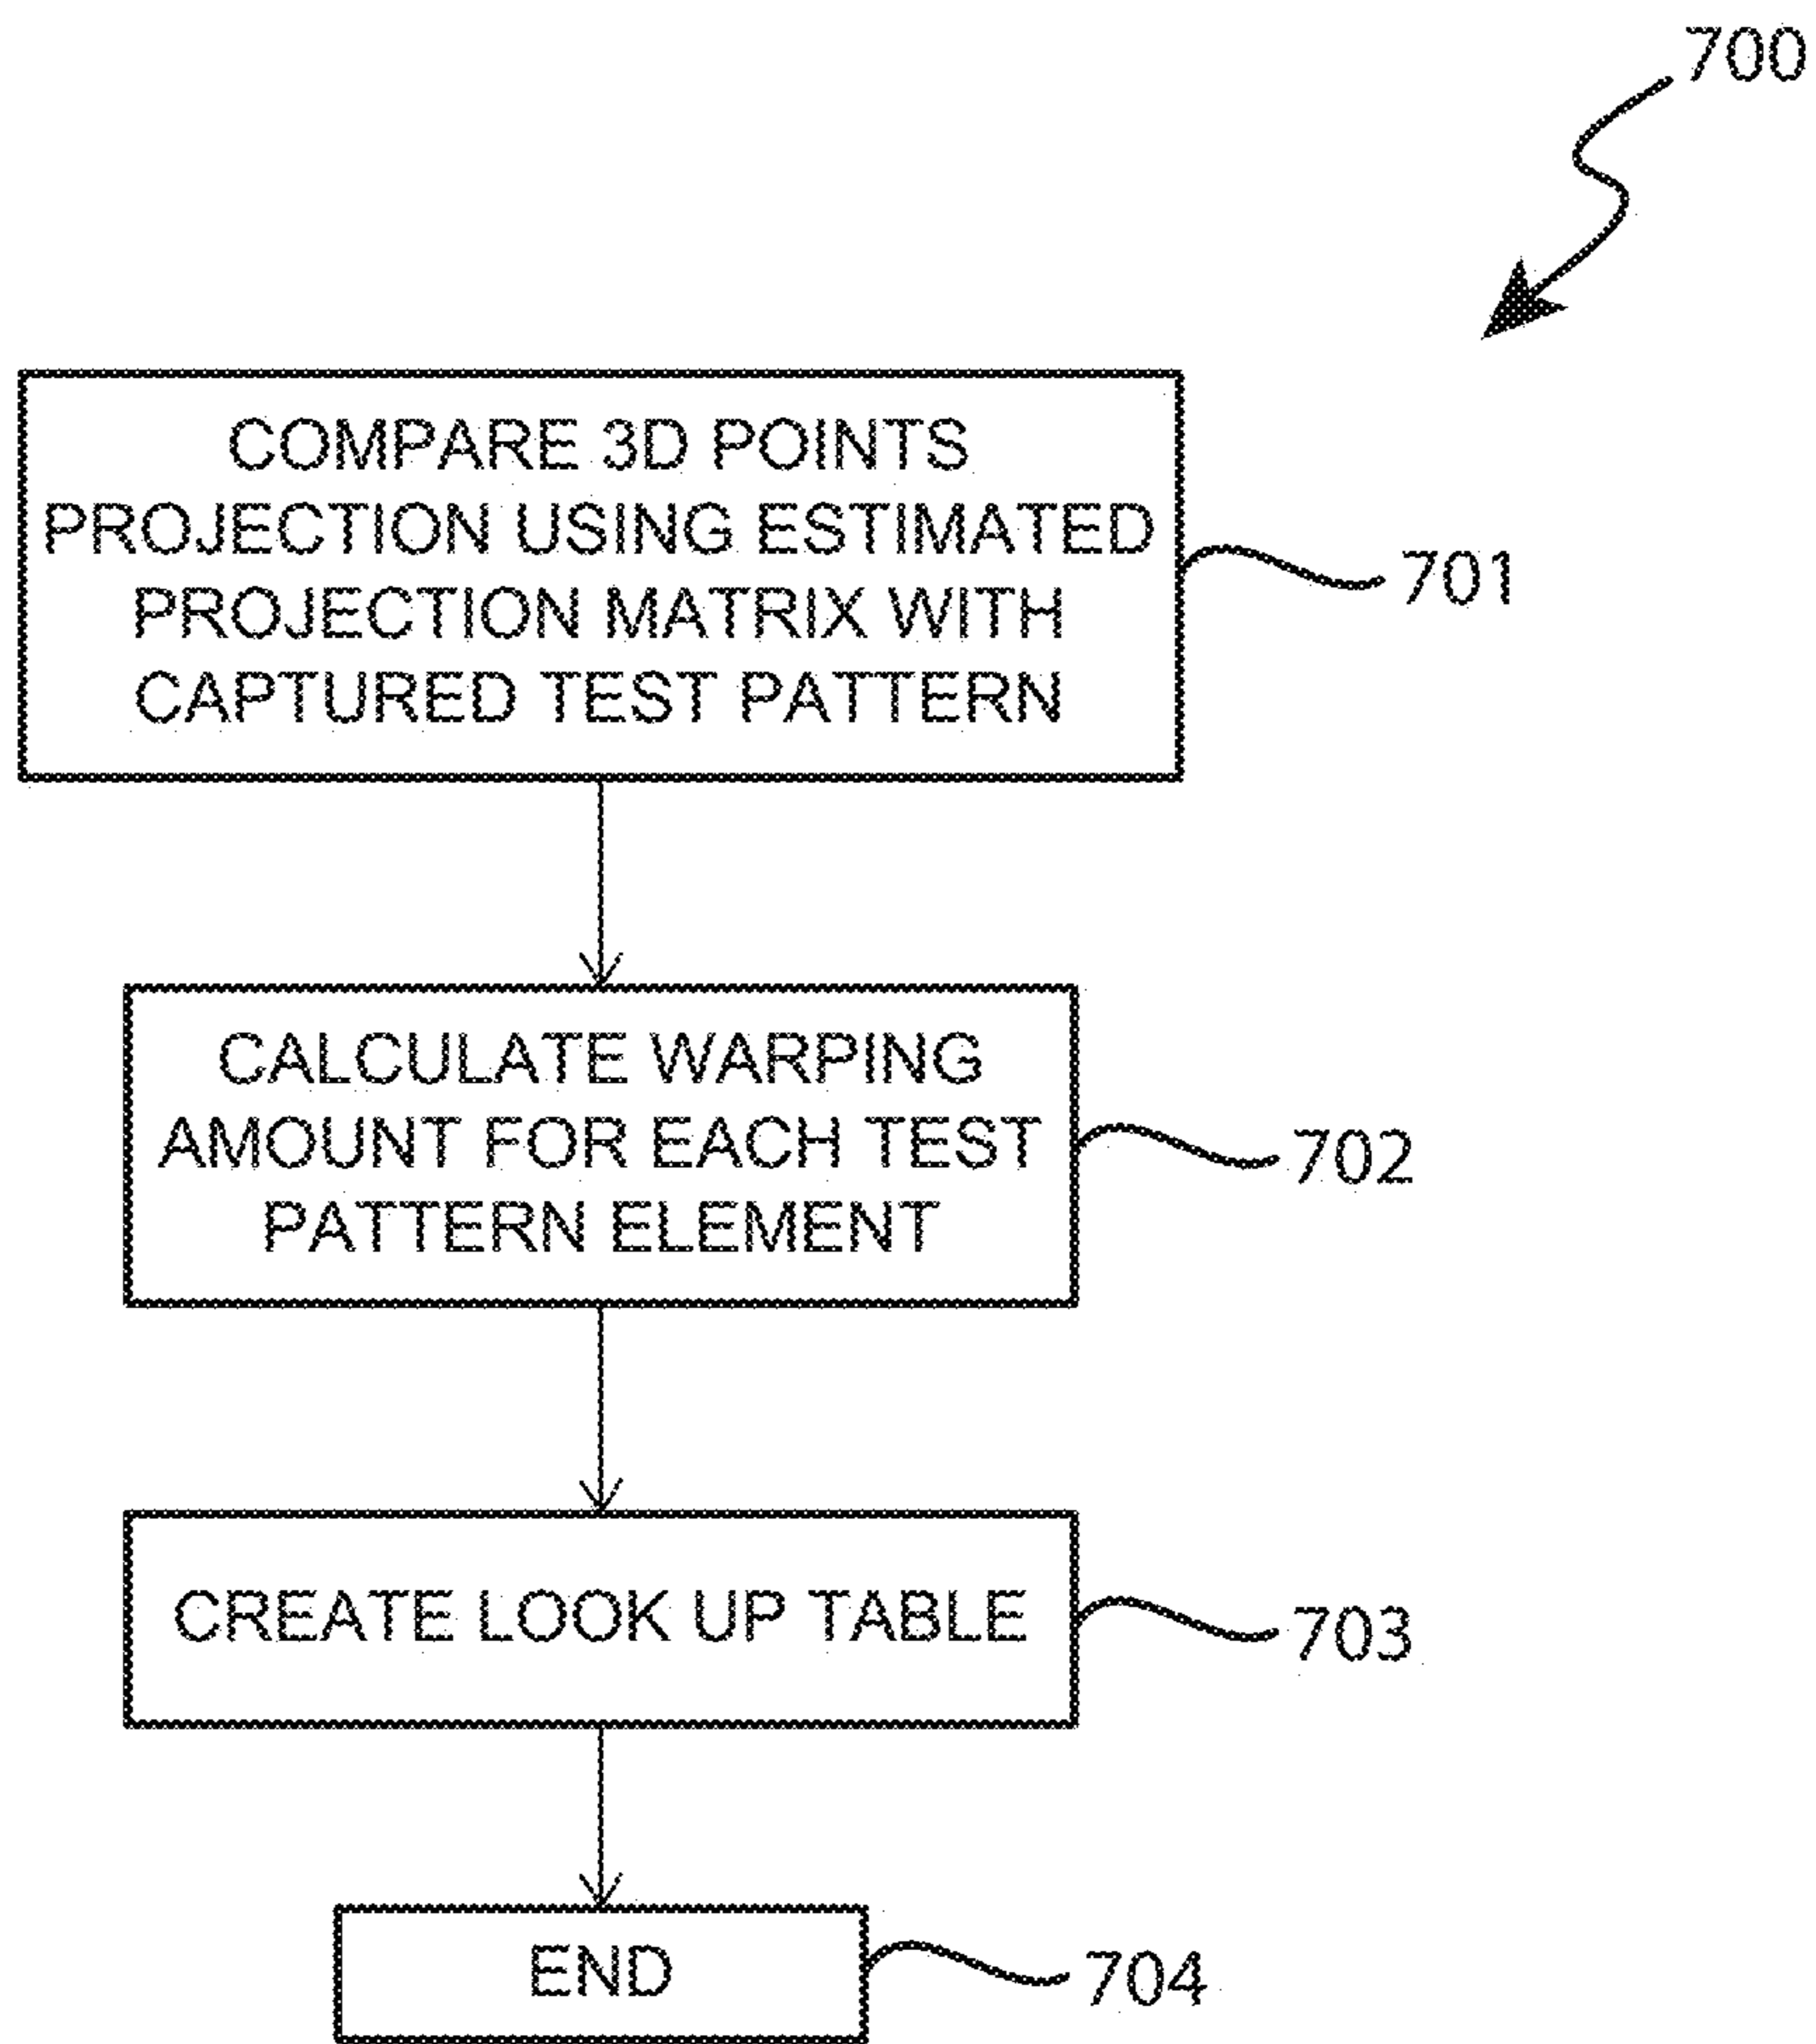 700
COMPARE 3D POINTS
PROJECTION USING ESTIMATED
PROJECTION MATRIX WITH
CAPTURED TEST PATTERN
701
CALCULATE WARPING
AMOUNT FOR EACH TEST
PATTERN ELEMENT
702
CREATE LOOK UP TABLE
703
END
704